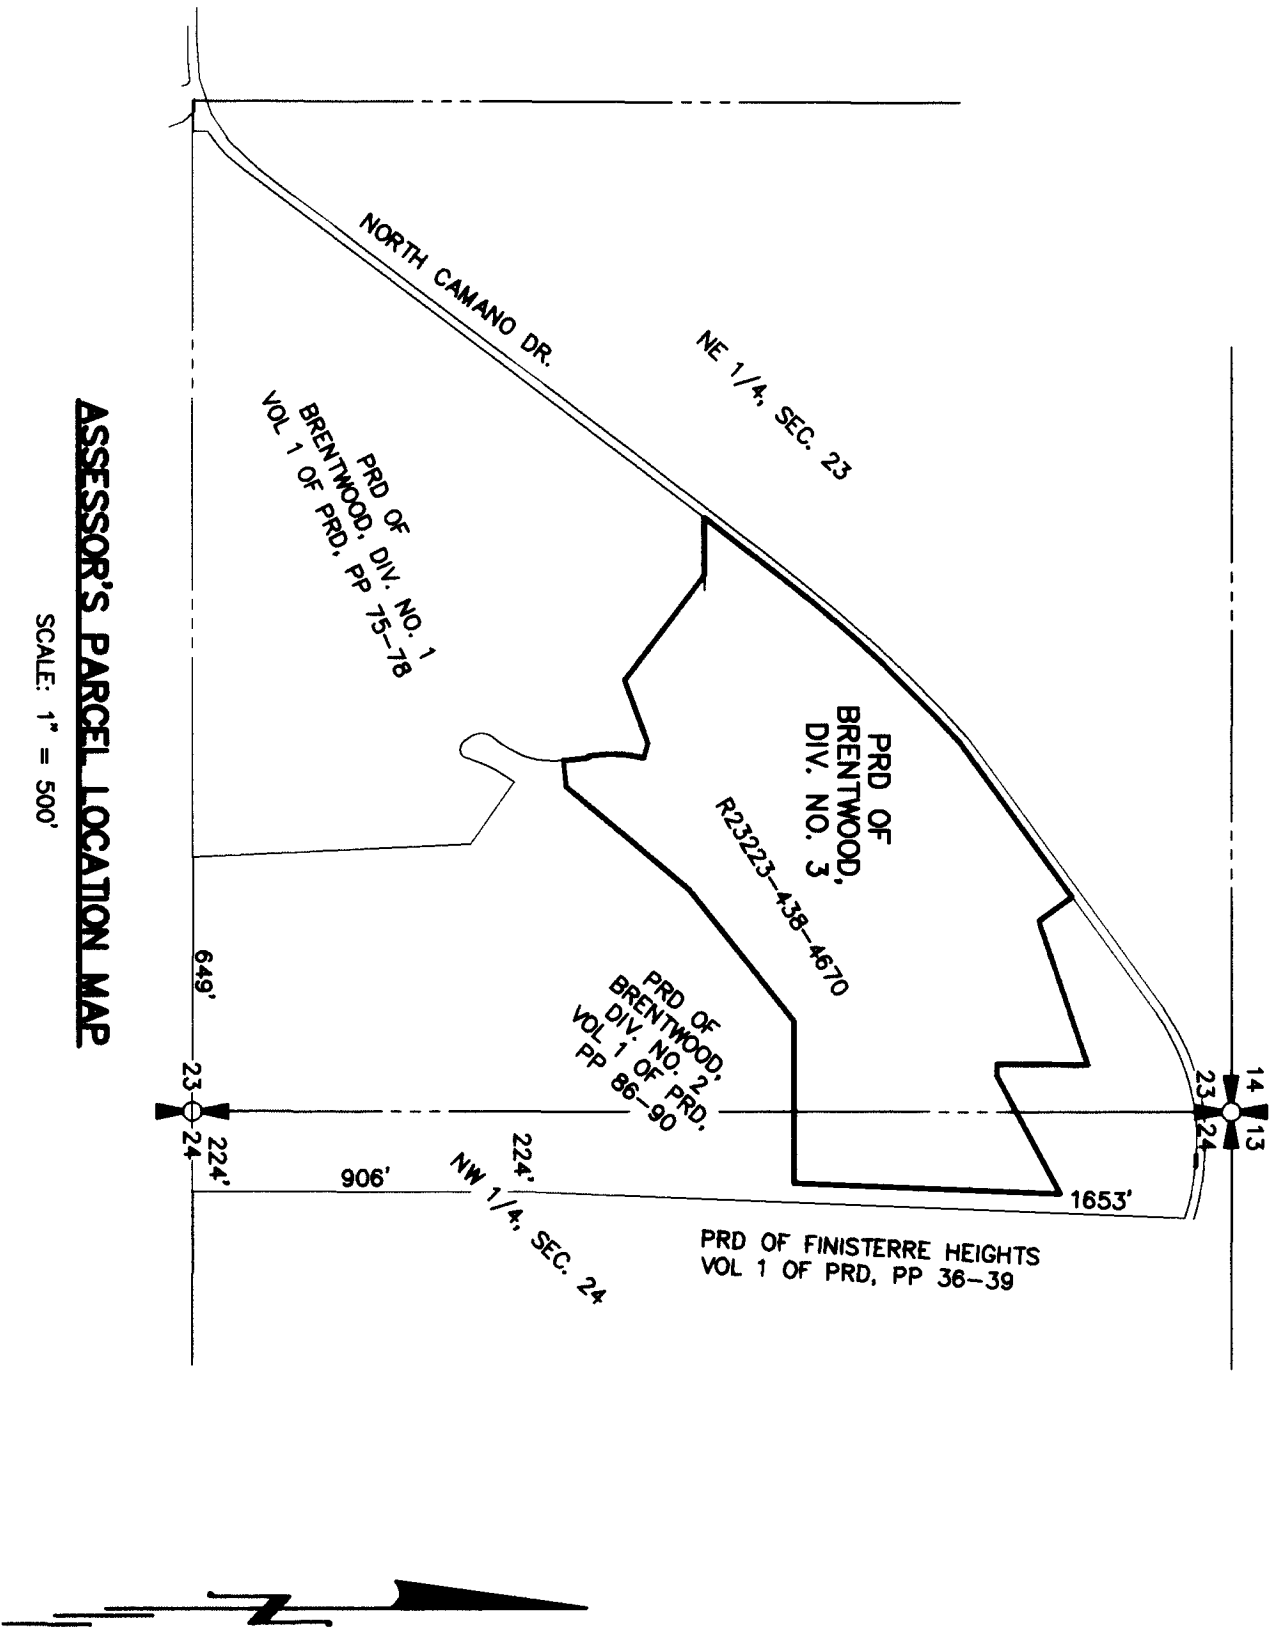 NORTH CAMANO DR.
NE 1/4, SEC. 23
PRD OF
BRENTWOOD, DIV. NO. 1
VOL 1 OF PRD, PP 75-78
PRD OF
BRENTWOOD,
DIV. NO. 3
R23223-438-4670
PRD OF
BRENTWOOD,
DIV. NO. 2
VOL 1 OF PRD,
PP 86-90
14
13
23
24
649'
23
24
224'
224'
906'
1653'
NW 1/4, SEC. 24
PRD OF FINISTERRE HEIGHTS
VOL 1 OF PRD, PP 36-39
ASSESSOR'S PARCEL LOCATION MAP
SCALE: 1" = 500'
N